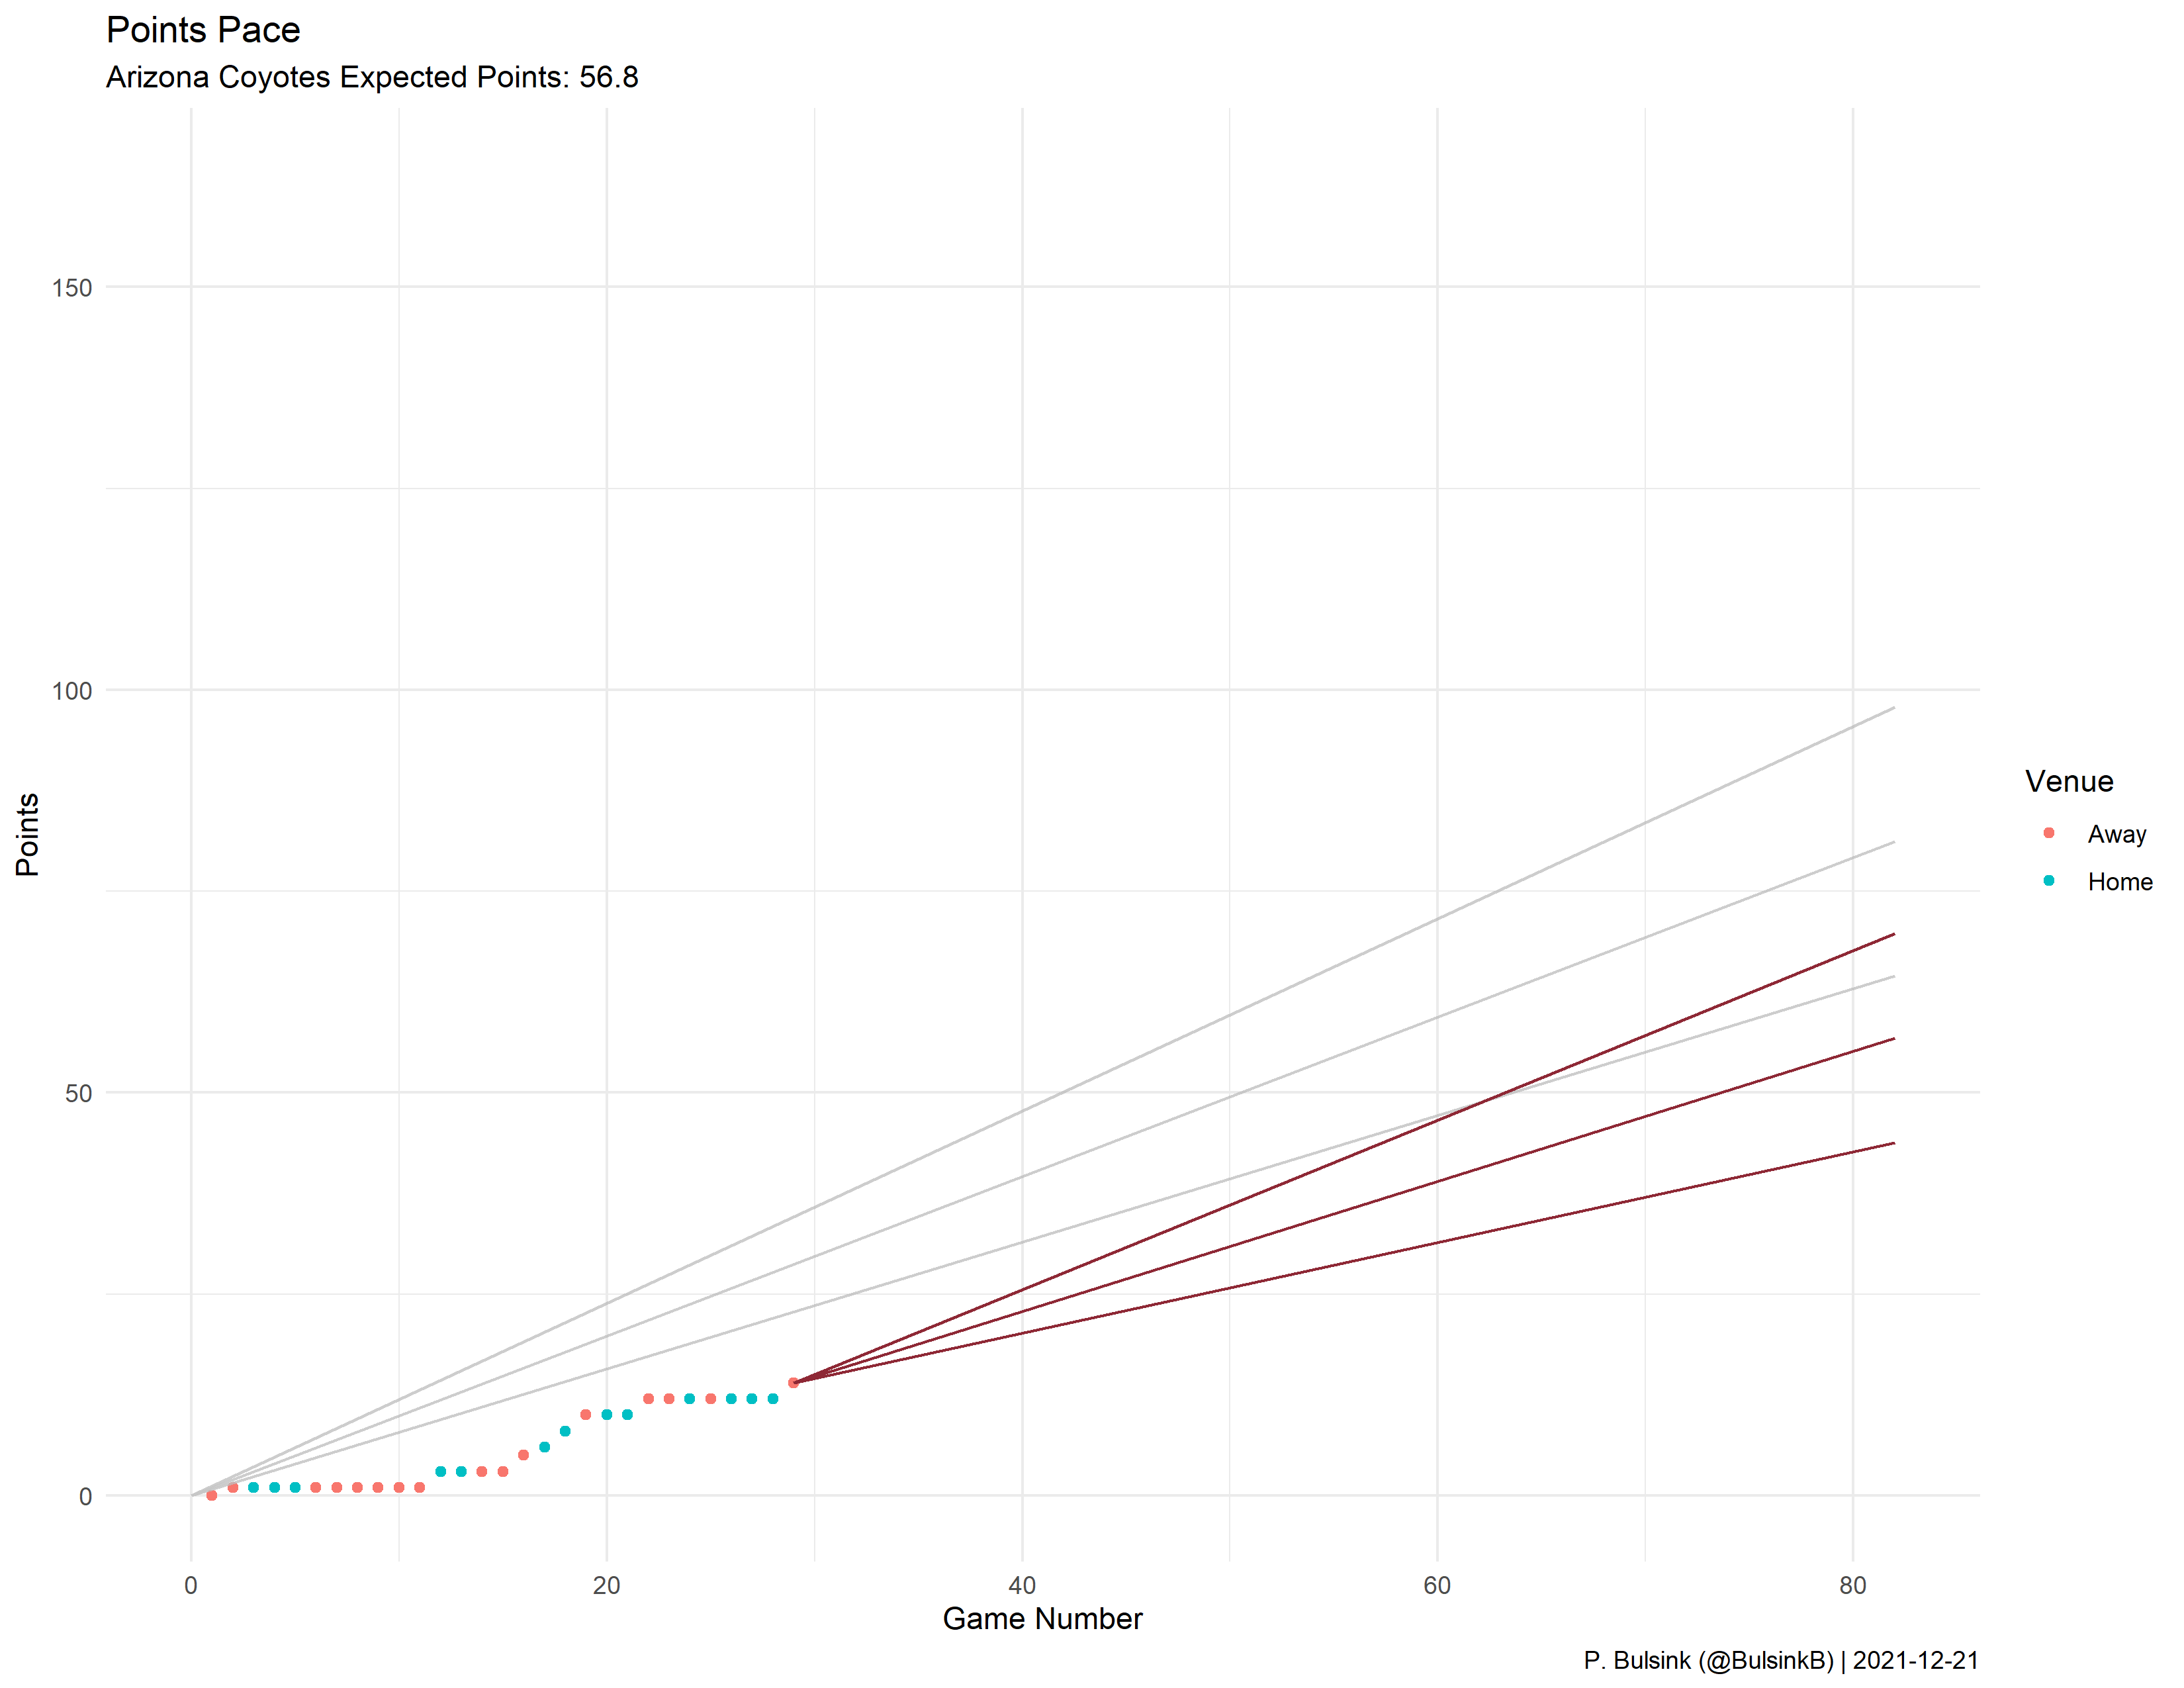 Points Pace
Arizona Coyotes Expected Points: 56.8
150
100
50
0
Points
0 20 40 60 80
Game Number
Venue
Away
Home
P. Bulsink (@BulsinkB) | 2021-12-21